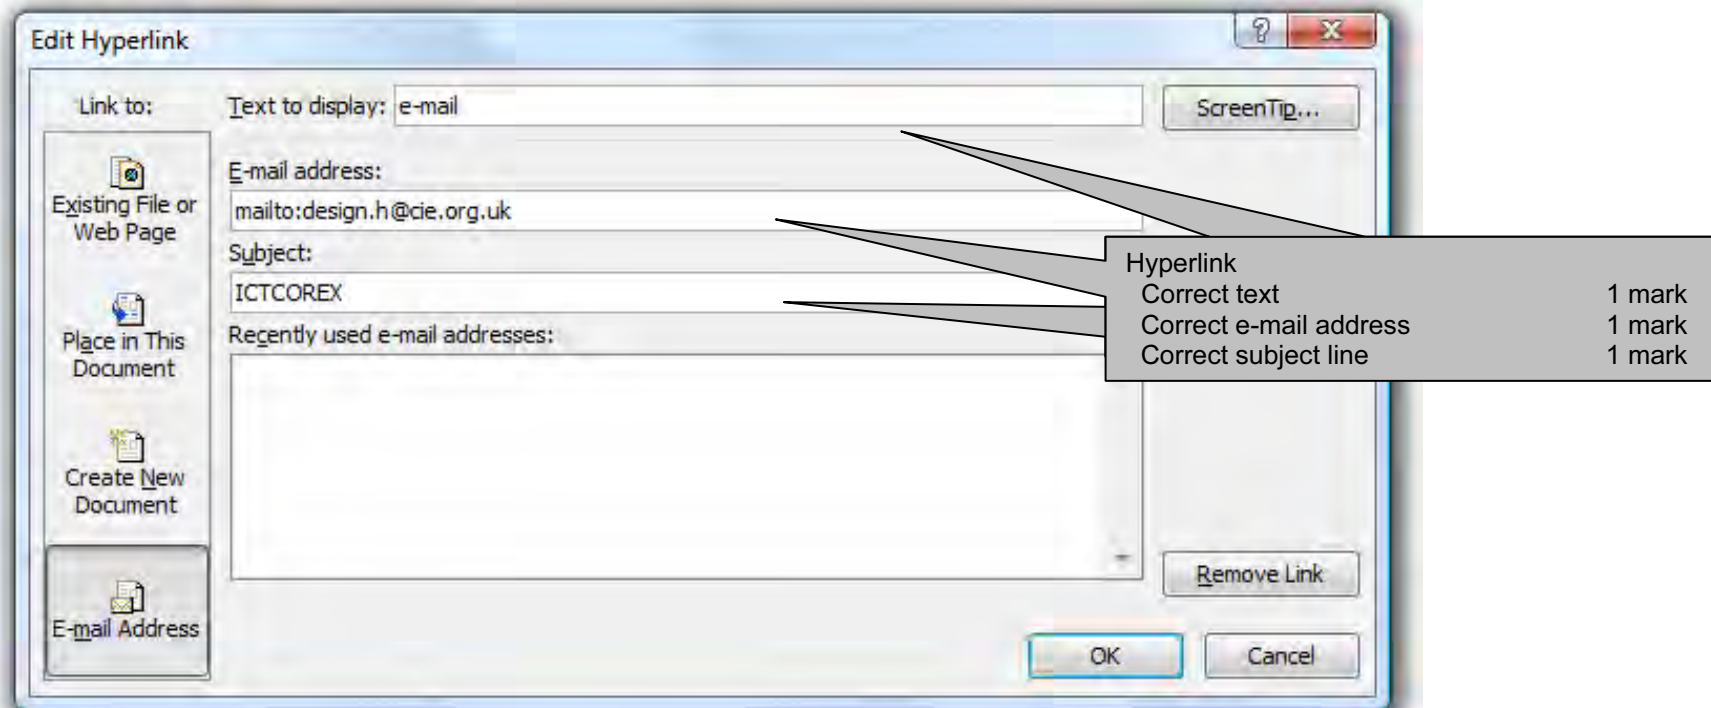 Edit Hyperlink
Link to:
Text to display: e-mail
ScreenTip...
Existing File or
Web Page
E-mail address:
mailto:design.h@cie.org.uk
Subject:
ICTCOREX
Place in This
Document
Recently used e-mail addresses:
Hyperlink
Correct text 1 mark
Correct e-mail address 1 mark
Correct subject line 1 mark
Create New
Document
E-mail Address
Remove Link
OK Cancel